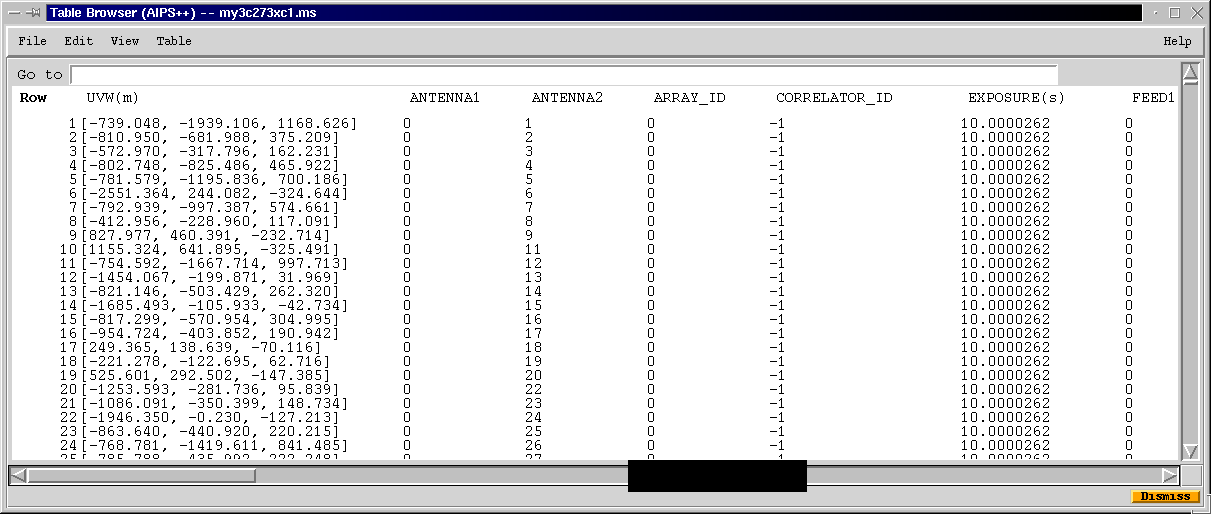 Table Browser (AIPS++) -- my3c273xc1.ms
File Edit View Table Help
Go to
Row UVW(m) ANTENNA1 ANTENNA2 ARRAY_ID CORRELATOR_ID EXPOSURE(s) FEED1
1 [-739.048, -1939.106, 1168.626] 0 1 0 -1 10.0000262 0
2 [-810.950, -681.988, 375.209] 0 2 0 -1 10.0000262 0
3 [-572.970, -317.796, 162.231] 0 3 0 -1 10.0000262 0
4 [-802.748, -825.486, 465.922] 0 4 0 -1 10.0000262 0
5 [-781.579, -1195.836, 700.186] 0 5 0 -1 10.0000262 0
6 [-2551.364, 244.082, -324.644] 0 6 0 -1 10.0000262 0
7 [-792.939, -997.387, 574.661] 0 7 0 -1 10.0000262 0
8 [-412.956, -228.960, 117.091] 0 8 0 -1 10.0000262 0
9 [827.977, 460.391, -232.714] 0 9 0 -1 10.0000262 0
10 [1155.324, 641.895, -325.491] 0 11 0 -1 10.0000262 0
11 [-754.592, -1667.714, 997.713] 0 12 0 -1 10.0000262 0
12 [-1454.067, -199.871, 31.969] 0 13 0 -1 10.0000262 0
13 [-821.146, -503.429, 262.320] 0 14 0 -1 10.0000262 0
14 [-1685.493, -105.933, -42.734] 0 15 0 -1 10.0000262 0
15 [-817.299, -570.954, 304.995] 0 16 0 -1 10.0000262 0
16 [-954.724, -403.852, 190.942] 0 17 0 -1 10.0000262 0
17 [249.365, 138.639, -70.116] 0 18 0 -1 10.0000262 0
18 [-221.278, -122.695, 62.716] 0 19 0 -1 10.0000262 0
19 [525.601, 292.502, -147.385] 0 20 0 -1 10.0000262 0
20 [-1253.593, -281.736, 95.839] 0 22 0 -1 10.0000262 0
21 [-1086.091, -350.399, 148.734] 0 23 0 -1 10.0000262 0
22 [-1946.350, -0.230, -127.213] 0 24 0 -1 10.0000262 0
23 [-863.640, -440.920, 220.215] 0 25 0 -1 10.0000262 0
24 [-768.781, -1419.611, 841.485] 0 26 0 -1 10.0000262 0
Dismiss